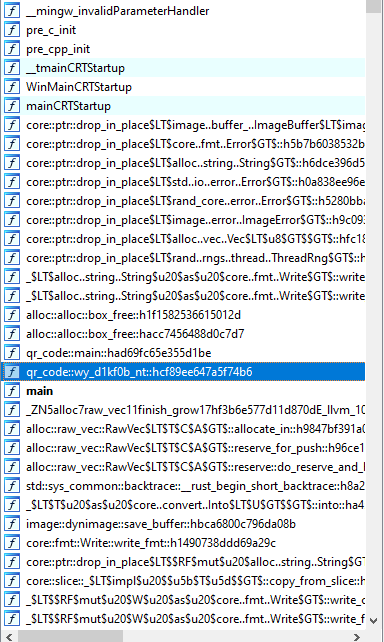 __mingw_invalidParameterHandler
pre_c_init
pre_cpp_init
__tmainCRTStartup
WinMainCRTStartup
mainCRTStartup
core::ptr::drop_in_place$LT$image..buffer_..ImageBuffer$LT$imag
core::ptr::drop_in_place$LT$core..fmt..Error$GT$::h5b7b6038532b
core::ptr::drop_in_place$LT$alloc..string..String$GT$::h6dce396d5
core::ptr::drop_in_place$LT$std..io..error..Error$GT$::h0a838ee96e
core::ptr::drop_in_place$LT$rand_core..error..Error$GT$::h5280bba
core::ptr::drop_in_place$LT$image..error..ImageError$GT$::h9c093
core::ptr::drop_in_place$LT$alloc..vec..Vec$LT$u8$GT$$GT$::hfc18
core::ptr::drop_in_place$LT$rand..rngs..thread..ThreadRng$GT$::h
_$LT$alloc..string..String$u20$as$u20$core..fmt..Write$GT$::write
_$LT$alloc..string..String$u20$as$u20$core..fmt..Write$GT$::write_
alloc::alloc::box_free::h1f1582536615012d
alloc::alloc::box_free::hacc7456488d0c7d7
qr_code::main::had69fc65e355d1be
qr_code::wy_d1kf0b_nt::hcf89ee647a5f74b6
main
_ZN5alloc7raw_vec11finish_grow17hf3b6e577d11d870dE_llvm_10
alloc::raw_vec::RawVec$LT$T$C$A$GT$::allocate_in::h9847bf391a0
alloc::raw_vec::RawVec$LT$T$C$A$GT$::reserve_for_push::h96ce1
alloc::raw_vec::RawVec$LT$T$C$A$GT$::reserve::do_reserve_and_l
std::sys_common::backtrace::__rust_begin_short_backtrace::h8a2
_$LT$T$u20$as$u20$core..convert..Into$LT$U$GT$$GT$::into::ha4
image::dynimage::save_buffer::hbca6800c796da08b
core::fmt::Write::write_fmt::h1490738ddd69a29c
core::ptr::drop_in_place$LT$$RF$mut$u20$alloc..string..String$G
core::slice::_$LT$impl$u20$$u5b$T$u5d$$GT$::copy_from_slice::h
_$LT$$RF$mut$u20$W$u20$as$u20$core..fmt..Write$GT$::write_c
_$LT$$RF$mut$u20$W$u20$as$u20$core..fmt..Write$GT$::write_f